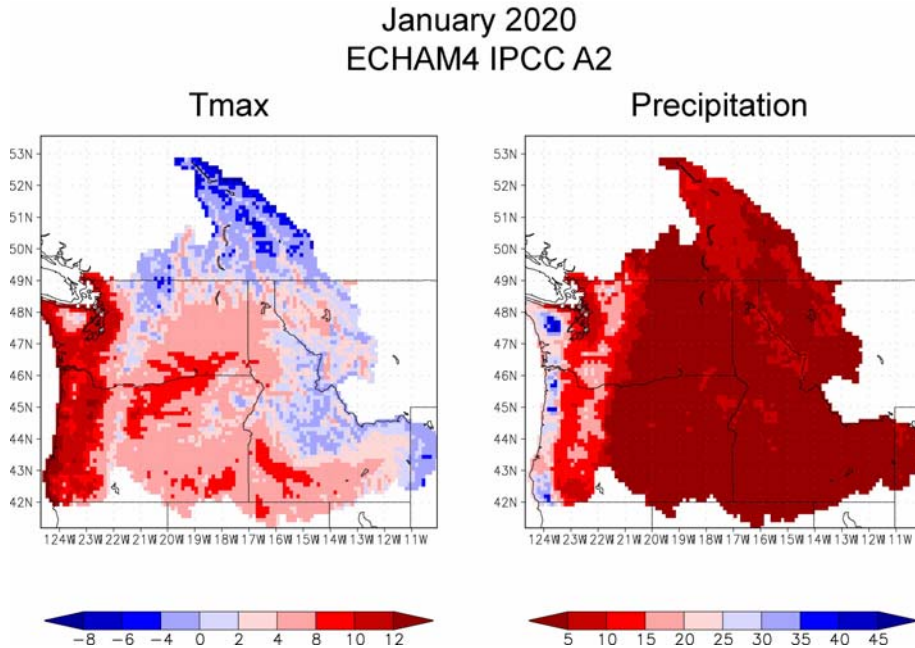 January 2020
ECHAM4 IPCC A2
Tmax
Precipitation
53N
52N
51N
50N
49N
48N
47N
46N
45N
44N
43N
42N
124W 123W 122W 121W 120W 119W 118W 117W 116W 115W 114W 113W 112W 111W
53N
52N
51N
50N
49N
48N
47N
46N
45N
44N
43N
42N
124W 123W 122W 121W 120W 119W 118W 117W 116W 115W 114W 113W 112W 111W
-8 -6 -4 0 2 4 8 10 12
5 10 15 20 25 30 35 40 45